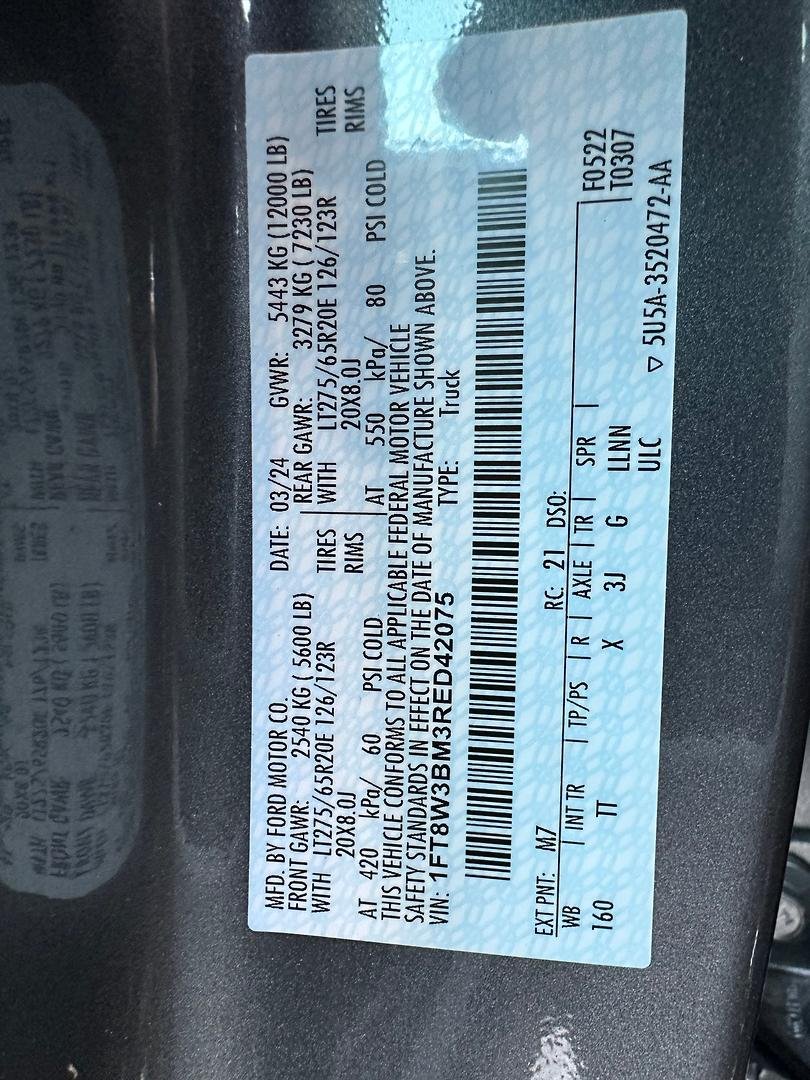 MFD. BY FORD MOTOR CO. DATE: 03/24 GVWR: 5443 KG (12000 LB)
FRONT GAWR: 2540 KG ( 5600 LB) REAR GAWR: 3279 KG ( 7230 LB)
WITH LT275/65R20E 126/123R TIRES WITH LT275/65R20E 126/123R TIRES
20X8.0J RIMS 20X8.0J RIMS
AT 420 kPa/ 60 PSI COLD AT 550 kPa/ 80 PSI COLD
THIS VEHICLE CONFORMS TO ALL APPLICABLE FEDERAL MOTOR VEHICLE
SAFETY STANDARDS IN EFFECT ON THE DATE OF MANUFACTURE SHOWN ABOVE.
VIN: 1FT8W3BM3RED42075 TYPE: Truck
EXT PNT: M7 RC: 21 DSO:
WB | INT TR | TP/PS | R | AXLE | TR | SPR | F0522
160 TT X 3J G LLNN T0307
ULC ▽ 5U5A-3520472-AA